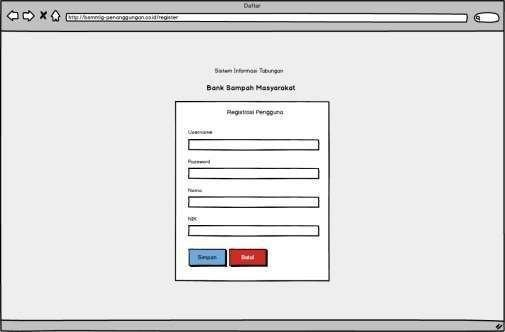 Daftar
http://bsmmlg-penanggungan.co.id/register
Sistem Informasi Tabungan
Bank Sampah Masyarakat
Registrasi Pengguna
Username
Password
Nama
NIK
Simpan
Batal